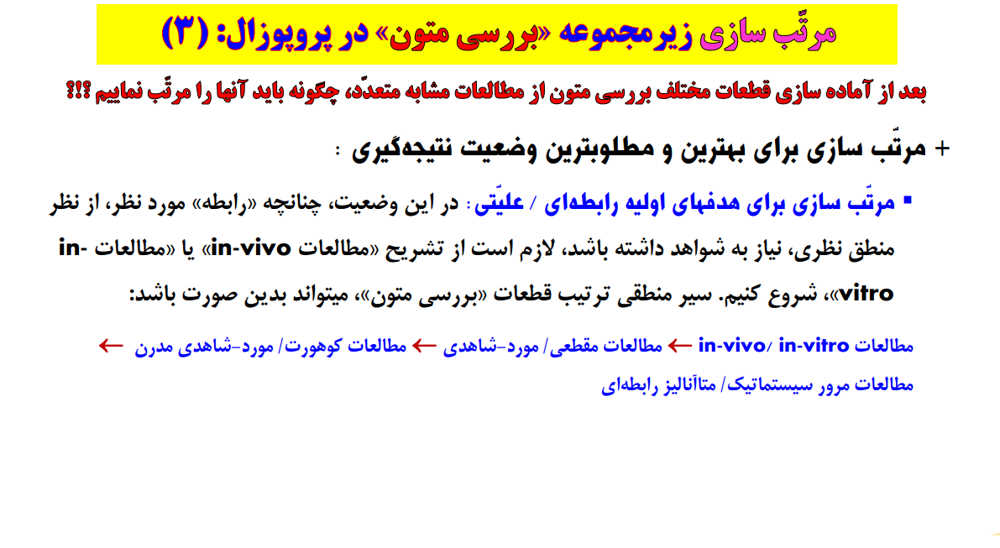 مرتّب سازی زیرمجموعه «بررسی متون» در پروپوزال: (۳)
بعد از آماده سازی قطعات مختلف بررسی متون از مطالعات مشابه متعدّد، چگونه باید آنها را مرتّب نماییم ؟!؟
+ مرتّب سازی برای بهترین و مطلوبترین وضعیت نتیجه‌گیری :
▪ مرتّب سازی برای هدفهای اولیه رابطه‌ای / علیّتی: در این وضعیت، چنانچه «رابطه» مورد نظر، از نظر
منطق نظری، نیاز به شواهد داشته باشد، لازم است از تشریح «مطالعات in-vivo» یا «مطالعات in-
vitro»، شروع کنیم. سیر منطقی ترتیب قطعات «بررسی متون»، میتواند بدین صورت باشد:
مطالعات in-vivo/ in-vitro ← مطالعات مقطعی/ مورد-شاهدی ← مطالعات کوهورت/ مورد-شاهدی مدرن ←
مطالعات مرور سیستماتیک/ متاآنالیز رابطه‌ای